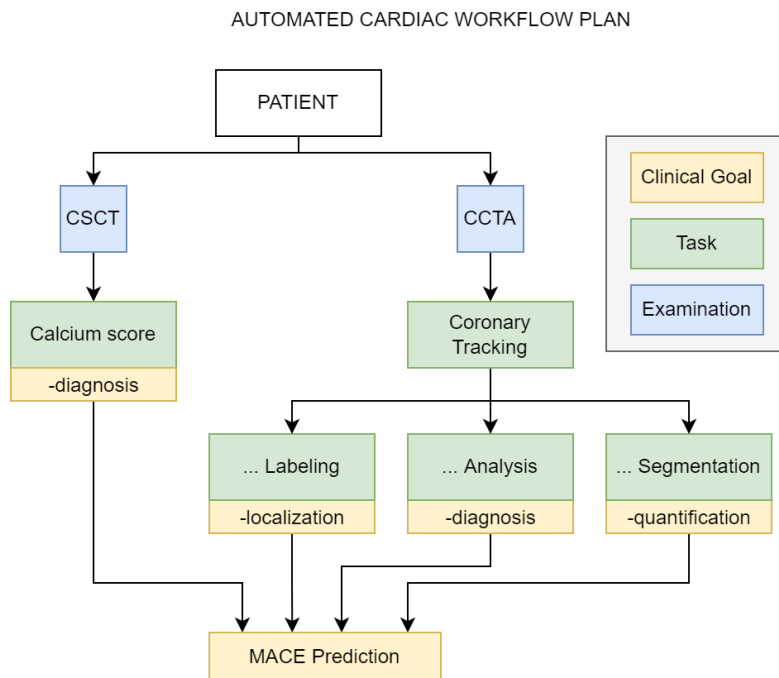 AUTOMATED CARDIAC WORKFLOW PLAN
PATIENT
CSCT
CCTA
Clinical Goal
Task
Examination
Calcium score
-diagnosis
Coronary
Tracking
... Labeling
-localization
... Analysis
-diagnosis
... Segmentation
-quantification
MACE Prediction